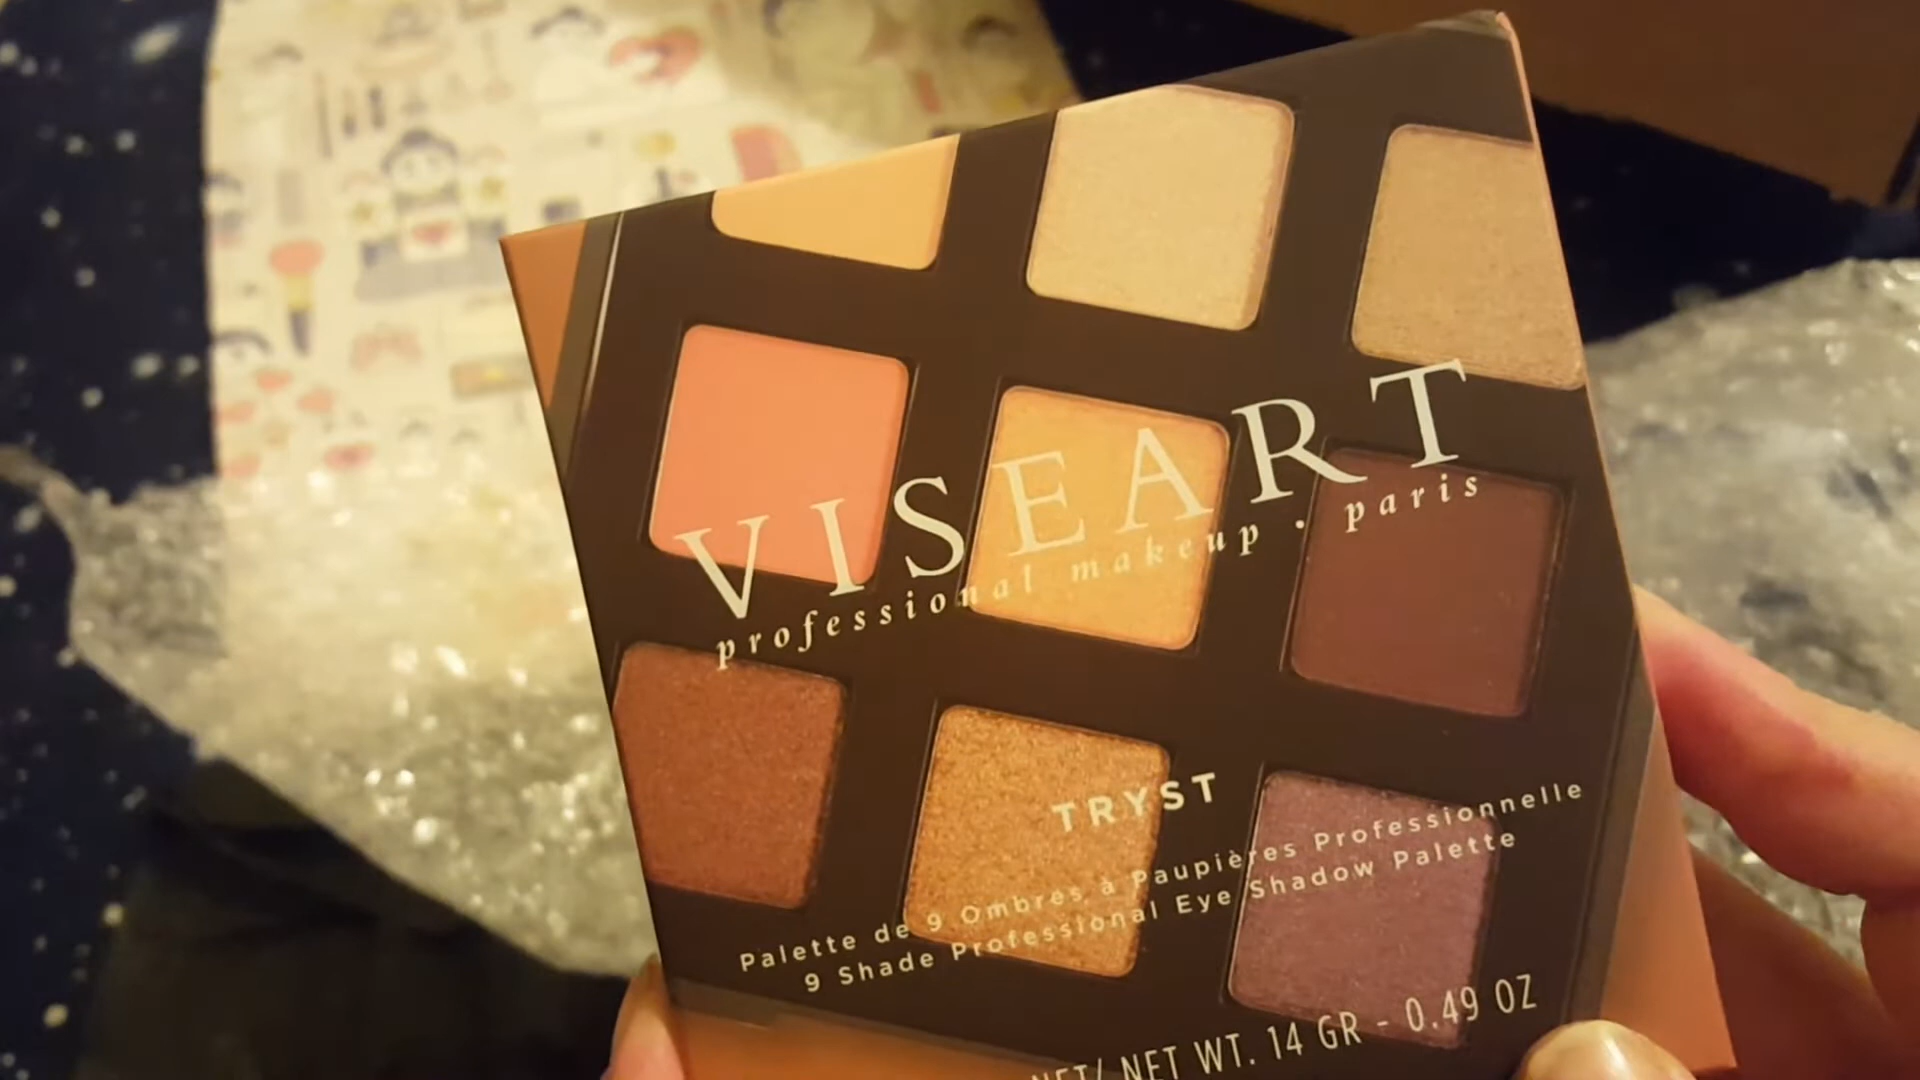 VISEART
professional makeup . paris
TRYST
Palette de 9 Ombres à Paupières Professionnelle
9 Shade Professional Eye Shadow Palette
NET/ NET WT. 14 GR - 0.49 OZ